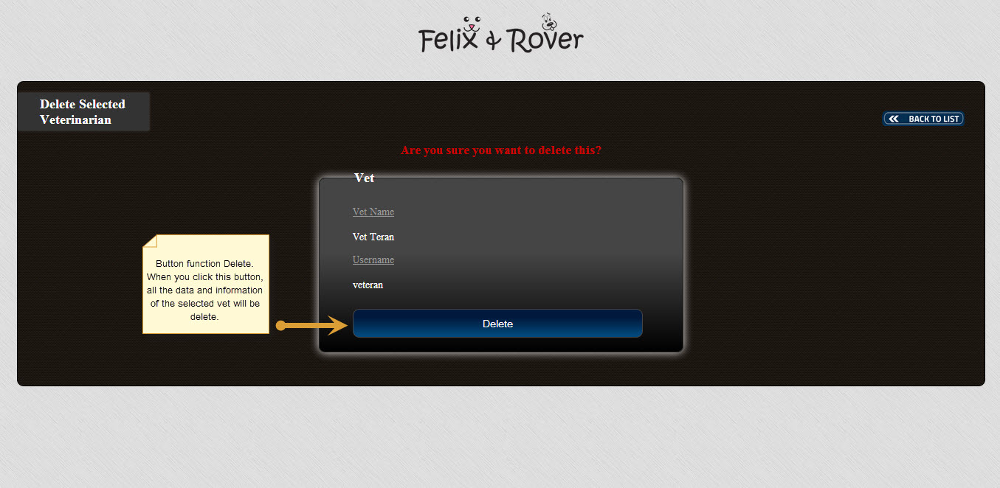 Felix & Rover
Delete Selected
Veterinarian
BACK TO LIST
Are you sure you want to delete this?
Vet
Vet Name
Vet Teran
Username
veteran
Button function Delete.
When you click this button,
all the data and information
of the selected vet will be
delete.
Delete